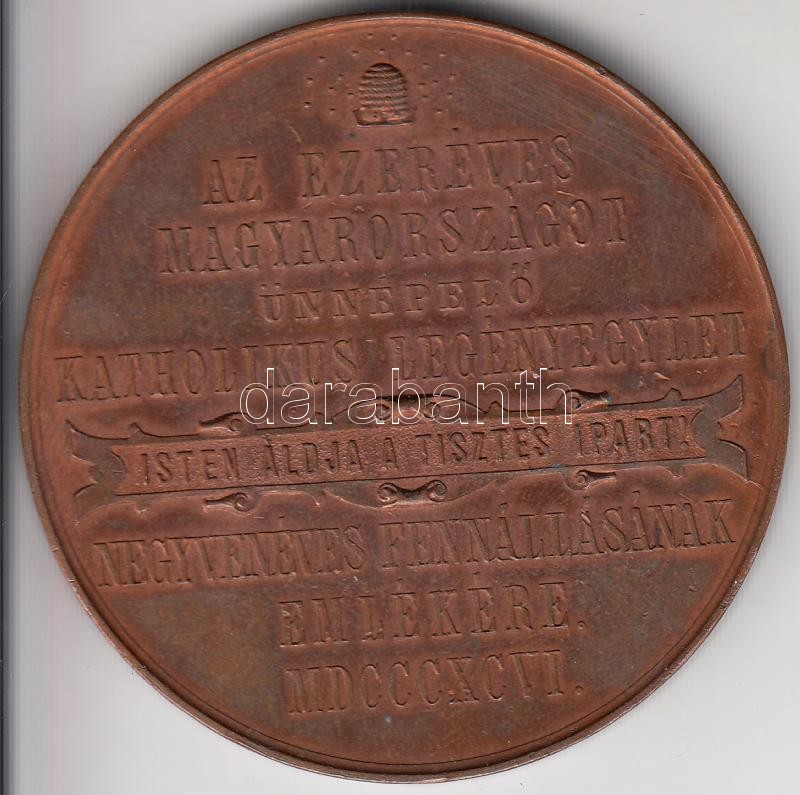 AZ EZERÉVES
MAGYARORSZÁGOT
ÜNNEPELŐ
KATHOLIKUS LEGÉNYEGYLET
darabanth
ISTEN ÁLDJA A TISZTES IPART!
NEGYVENÉVES FENNÁLLÁSÁNAK
EMLÉKÉRE.
MDCCCXCVI.